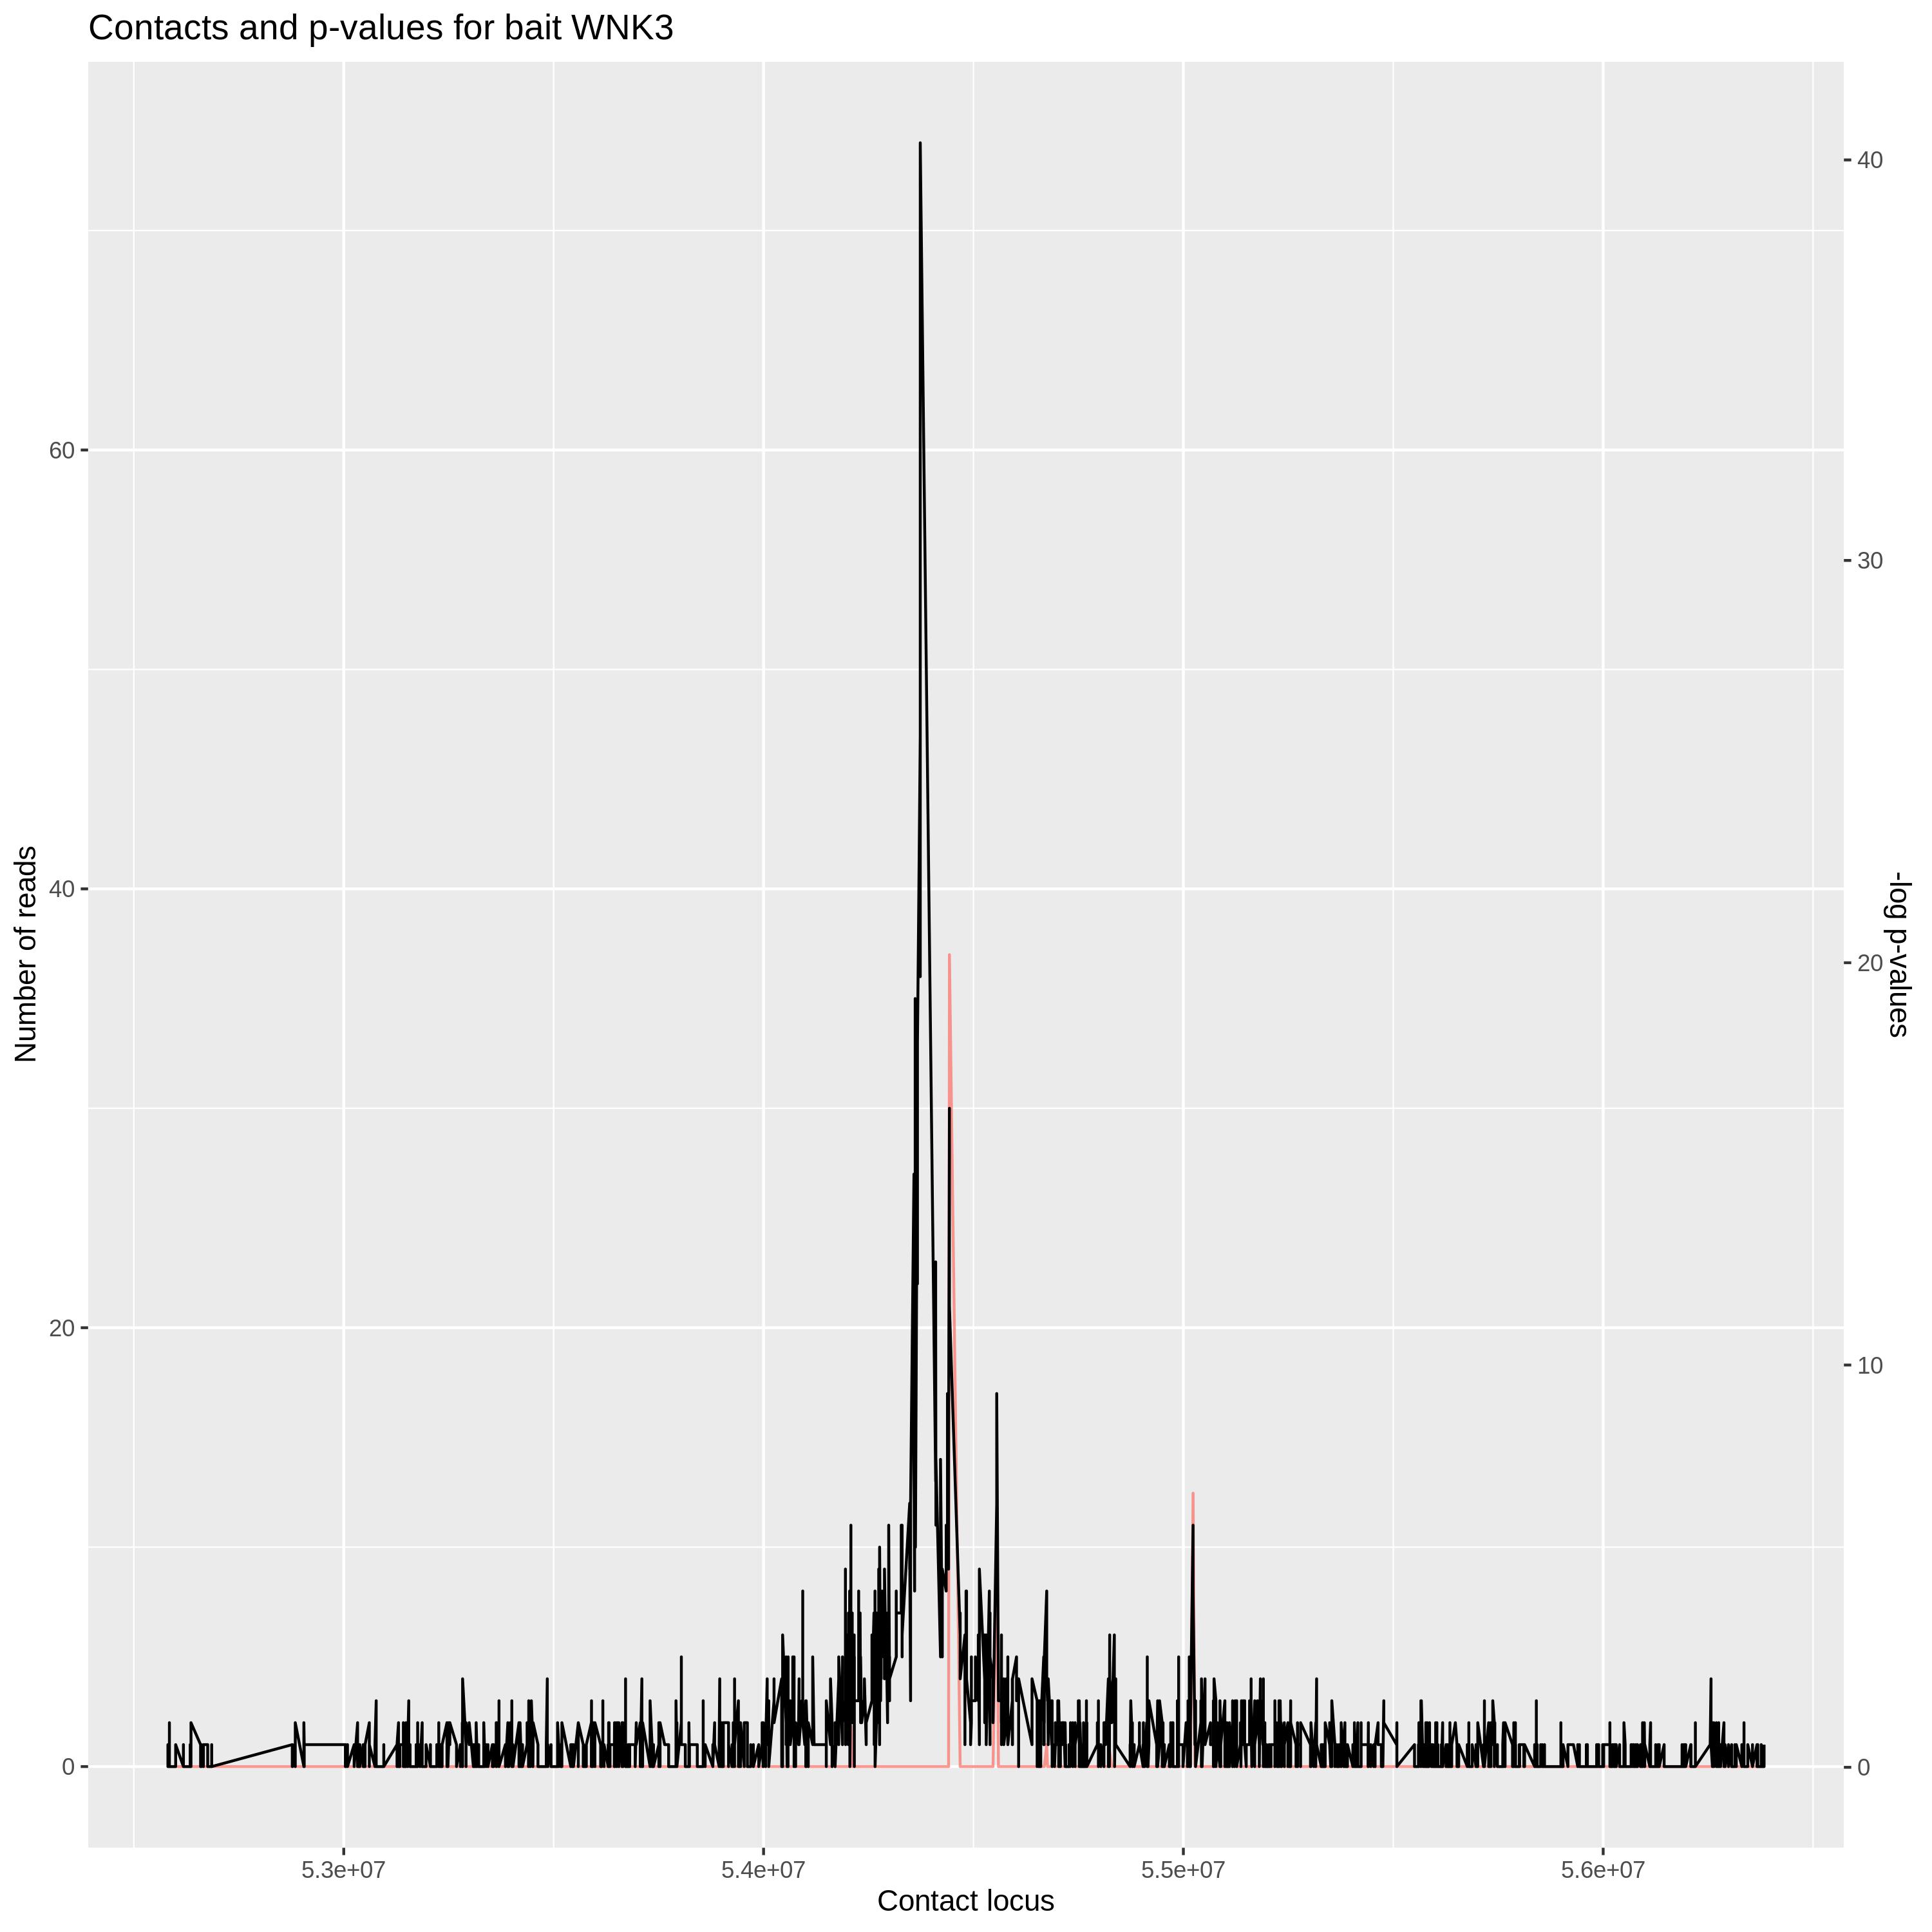 Contacts and p-values for bait WNK3
Number of reads
60
40
20
0
40
30
20
10
0
-log p-values
5.3e+07 5.4e+07 5.5e+07 5.6e+07
Contact locus